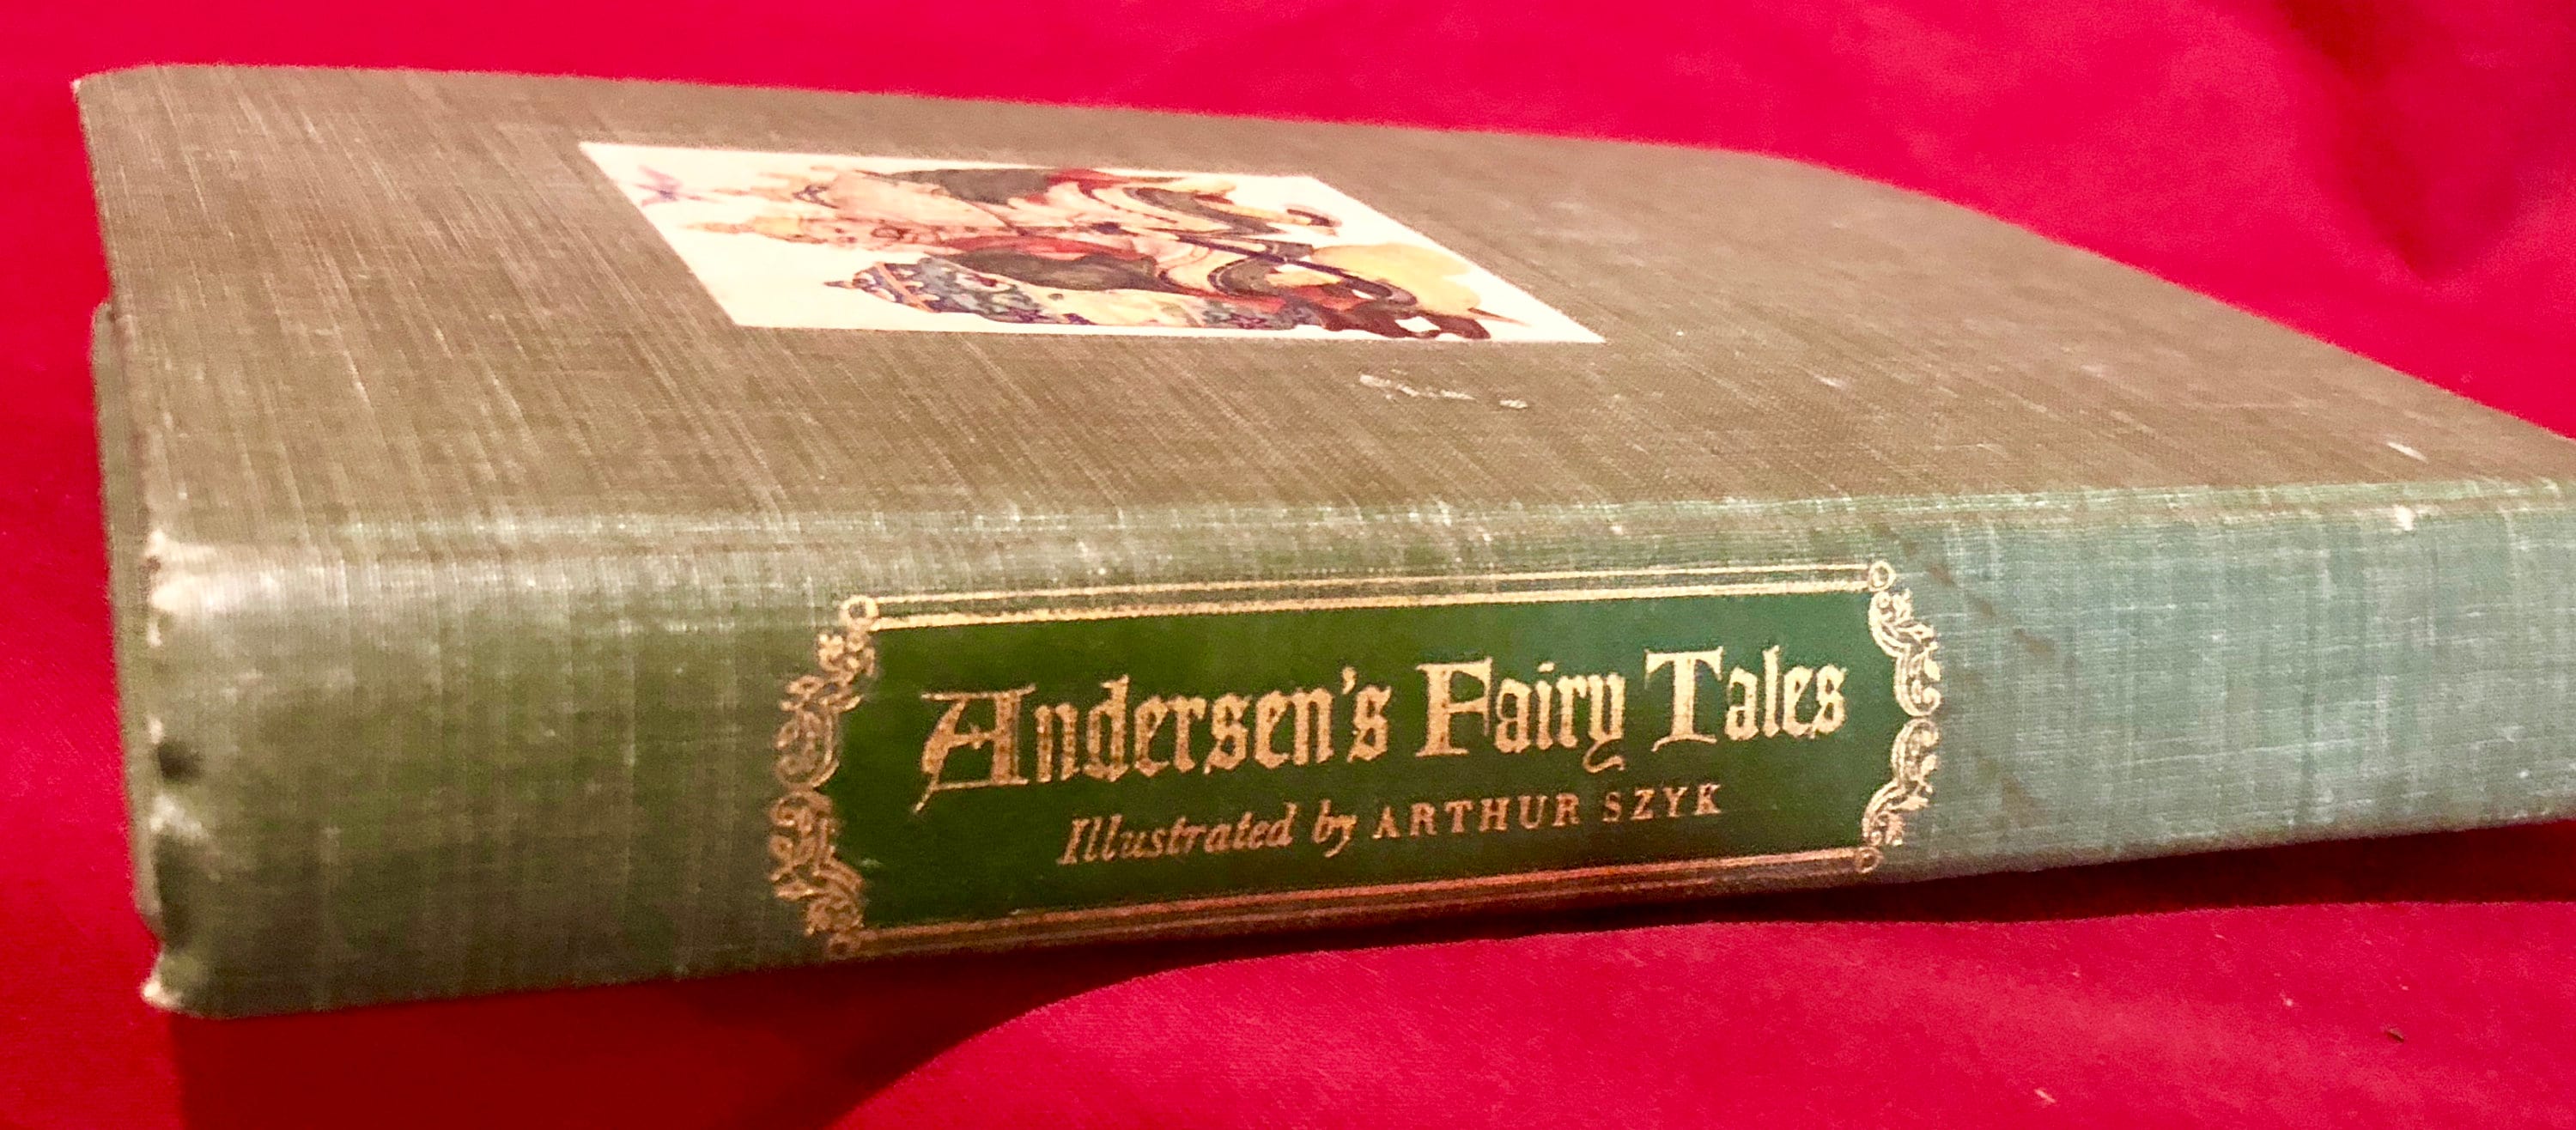 Andersen's Fairy Tales
Illustrated by ARTHUR SZYK